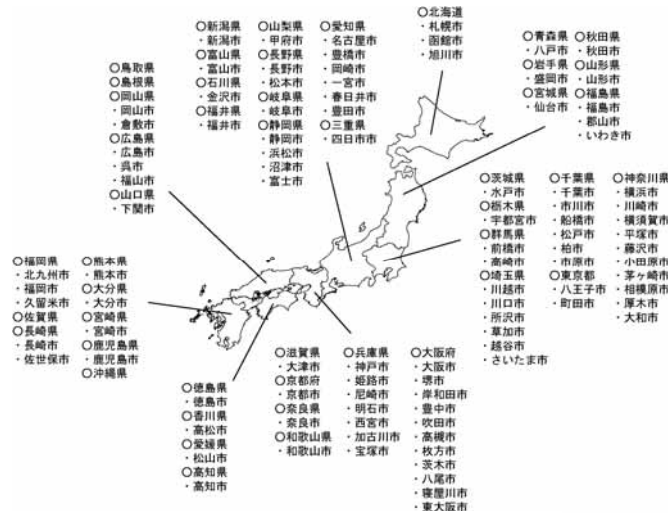 ○北海道
・札幌市
・函館市
・旭川市
○新潟県
・新潟市
○富山県
・富山市
○石川県
・金沢市
○福井県
・福井市
○山梨県
・甲府市
○長野県
・長野市
・松本市
○岐阜県
・岐阜市
○静岡県
・静岡市
・浜松市
・沼津市
・富士市
○愛知県
・名古屋市
・豊橋市
・岡崎市
・一宮市
・春日井市
・豊田市
○三重県
・四日市市
○青森県
・八戸市
○岩手県
・盛岡市
○宮城県
・仙台市
○秋田県
・秋田市
○山形県
・山形市
○福島県
・福島市
・郡山市
・いわき市
○鳥取県
○島根県
○岡山県
・岡山市
・倉敷市
○広島県
・広島市
・呉市
・福山市
○山口県
・下関市
○茨城県
・水戸市
○栃木県
・宇都宮市
○群馬県
・前橋市
・高崎市
○埼玉県
・川越市
・川口市
・所沢市
・草加市
・越谷市
・さいたま市
○千葉県
・千葉市
・市川市
・船橋市
・松戸市
・柏市
・市原市
○東京都
・八王子市
・町田市
○神奈川県
・横浜市
・川崎市
・横須賀市
・平塚市
・藤沢市
・小田原市
・茅ヶ崎市
・相模原市
・厚木市
・大和市
○福岡県
・北九州市
・福岡市
・久留米市
○佐賀県
○長崎県
・長崎市
・佐世保市
○熊本県
・熊本市
○大分県
・大分市
○宮崎県
・宮崎市
○鹿児島県
・鹿児島市
○沖縄県
○徳島県
・徳島市
○香川県
・高松市
○愛媛県
・松山市
○高知県
・高知市
○滋賀県
・大津市
○京都府
・京都市
○奈良県
・奈良市
○和歌山県
・和歌山市
○兵庫県
・神戸市
・姫路市
・尼崎市
・明石市
・西宮市
・加古川市
・宝塚市
○大阪府
・大阪市
・堺市
・岸和田市
・豊中市
・吹田市
・高槻市
・枚方市
・茨木市
・八尾市
・寝屋川市
・東大阪市